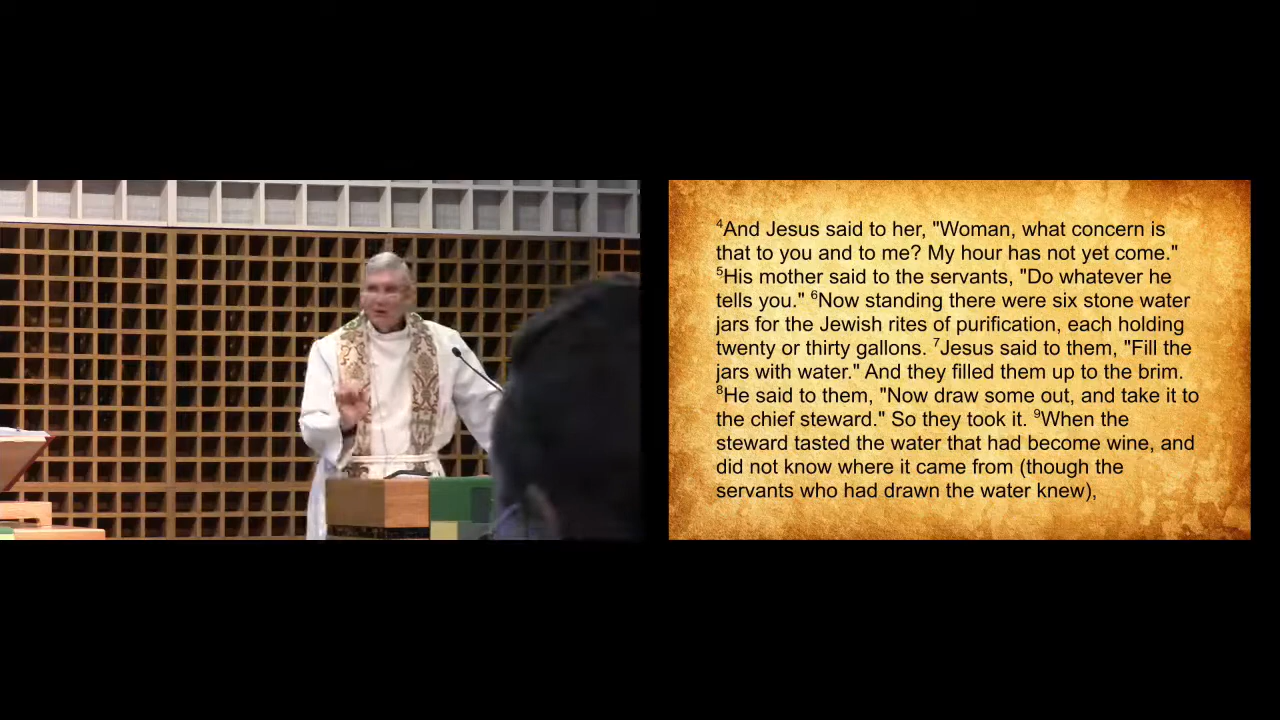 ⁴And Jesus said to her, "Woman, what concern is
that to you and to me? My hour has not yet come."
⁵His mother said to the servants, "Do whatever he
tells you." ⁶Now standing there were six stone water
jars for the Jewish rites of purification, each holding
twenty or thirty gallons. ⁷Jesus said to them, "Fill the
jars with water." And they filled them up to the brim.
⁸He said to them, "Now draw some out, and take it to
the chief steward." So they took it. ⁹When the
steward tasted the water that had become wine, and
did not know where it came from (though the
servants who had drawn the water knew),